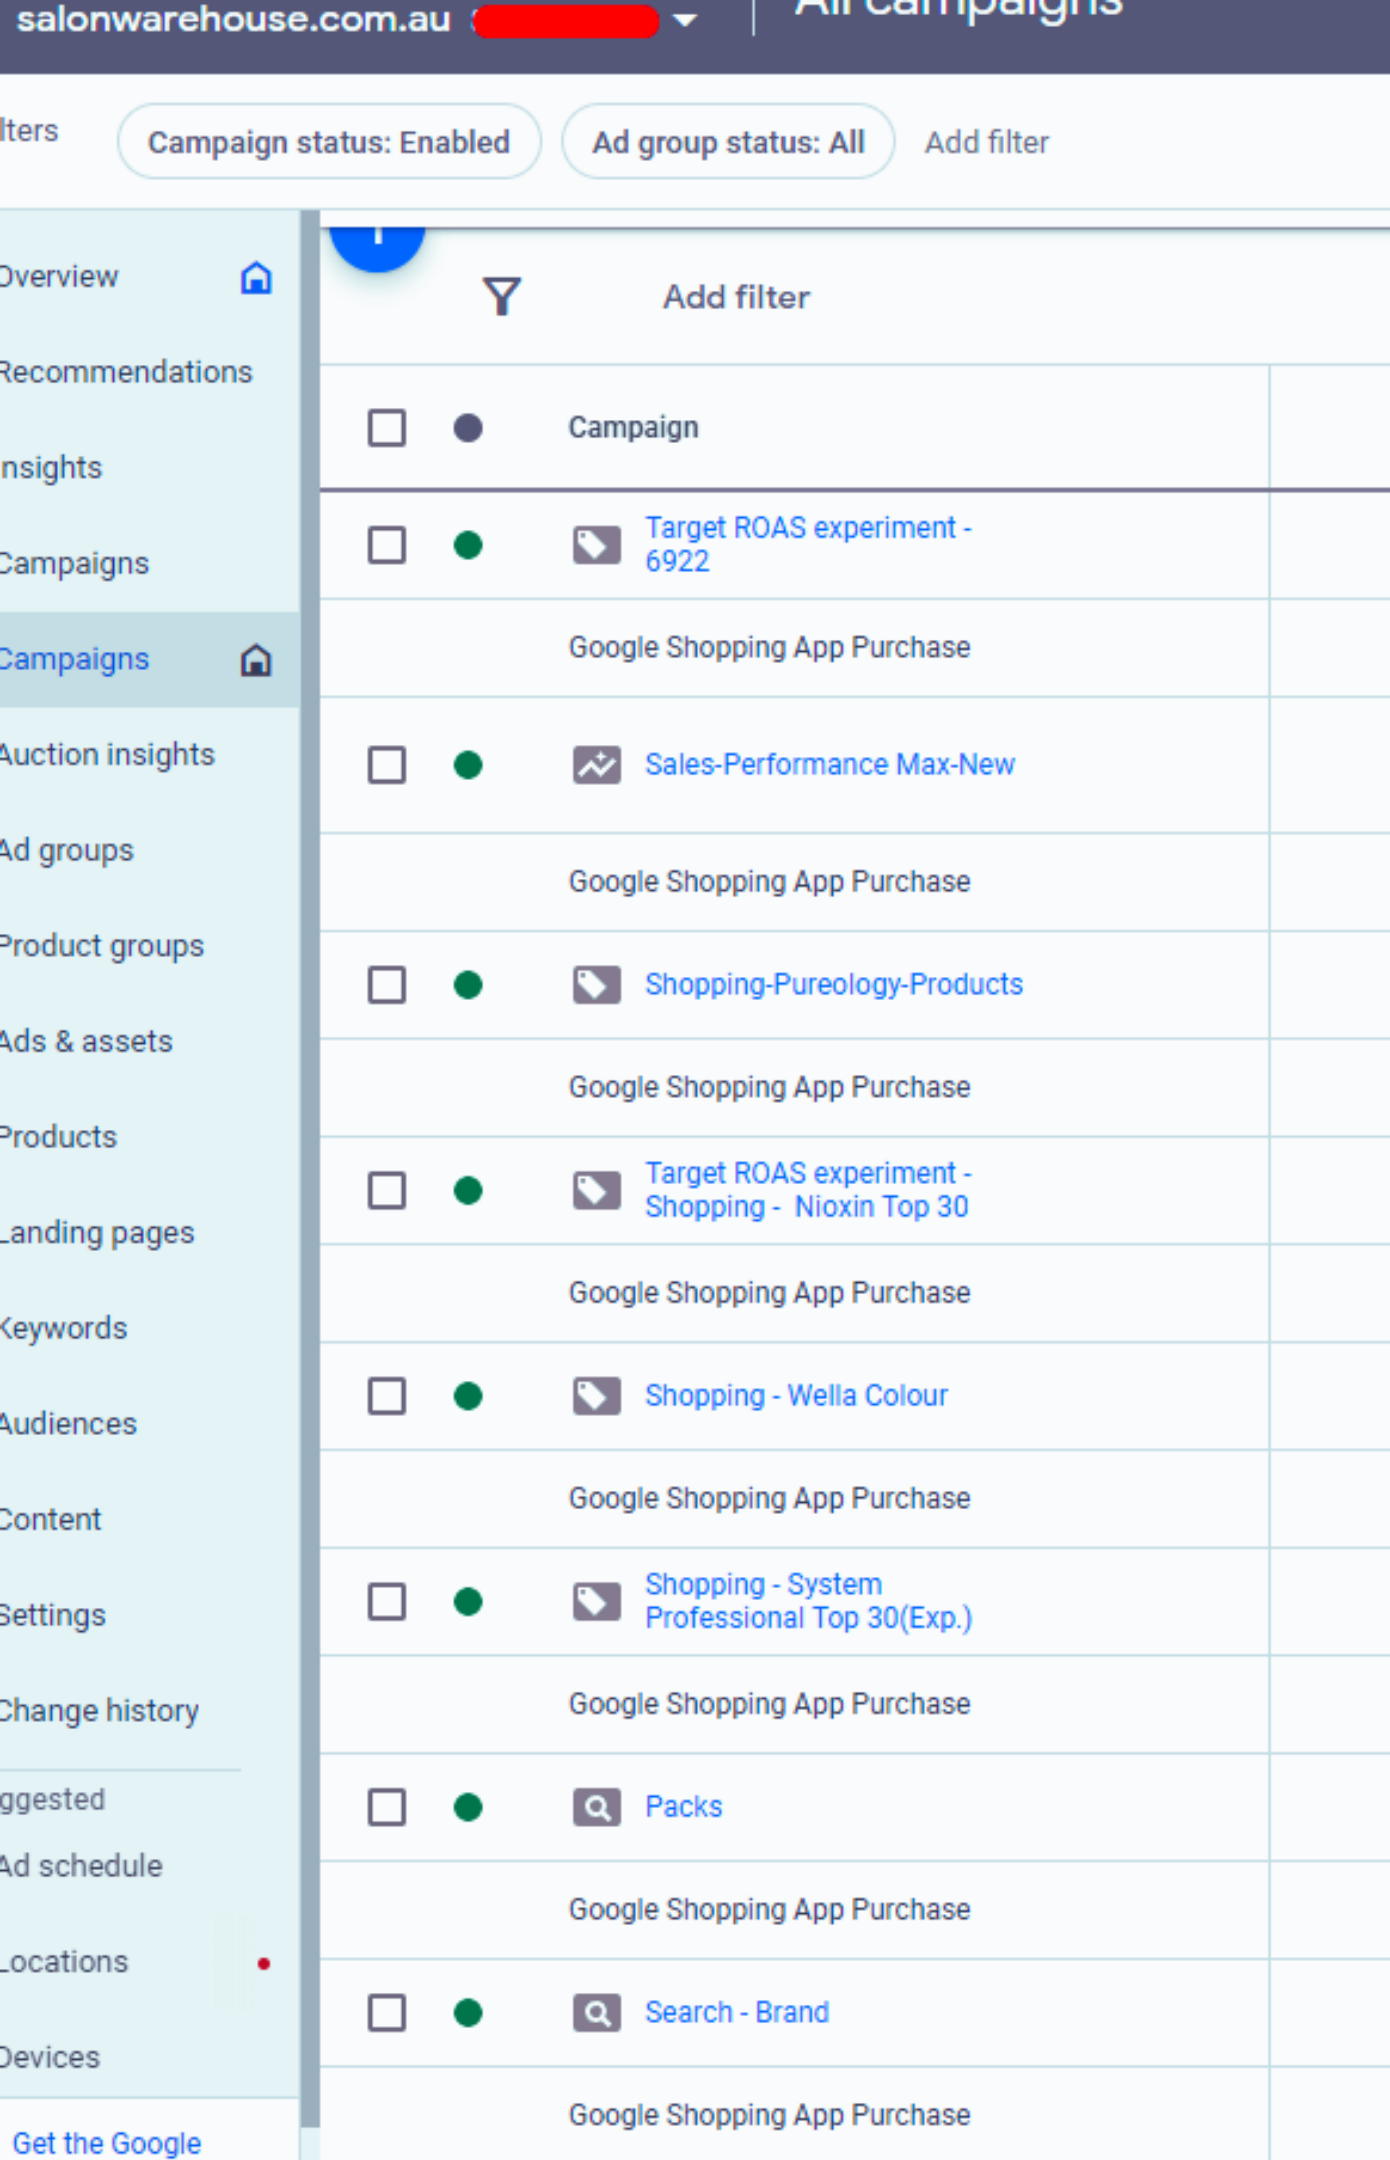 salonwarehouse.com.au
All campaigns
lters
Campaign status: Enabled
Ad group status: All
Add filter
Overview
Recommendations
nsights
Campaigns
Campaigns
Auction insights
Ad groups
Product groups
Ads & assets
Products
Landing pages
Keywords
Audiences
Content
Settings
Change history
ggested
Ad schedule
Locations
Devices
Get the Google
Add filter
Campaign
Target ROAS experiment -
6922
Google Shopping App Purchase
Sales-Performance Max-New
Google Shopping App Purchase
Shopping-Pureology-Products
Google Shopping App Purchase
Target ROAS experiment -
Shopping - Nioxin Top 30
Google Shopping App Purchase
Shopping - Wella Colour
Google Shopping App Purchase
Shopping - System
Professional Top 30(Exp.)
Google Shopping App Purchase
Packs
Google Shopping App Purchase
Search - Brand
Google Shopping App Purchase